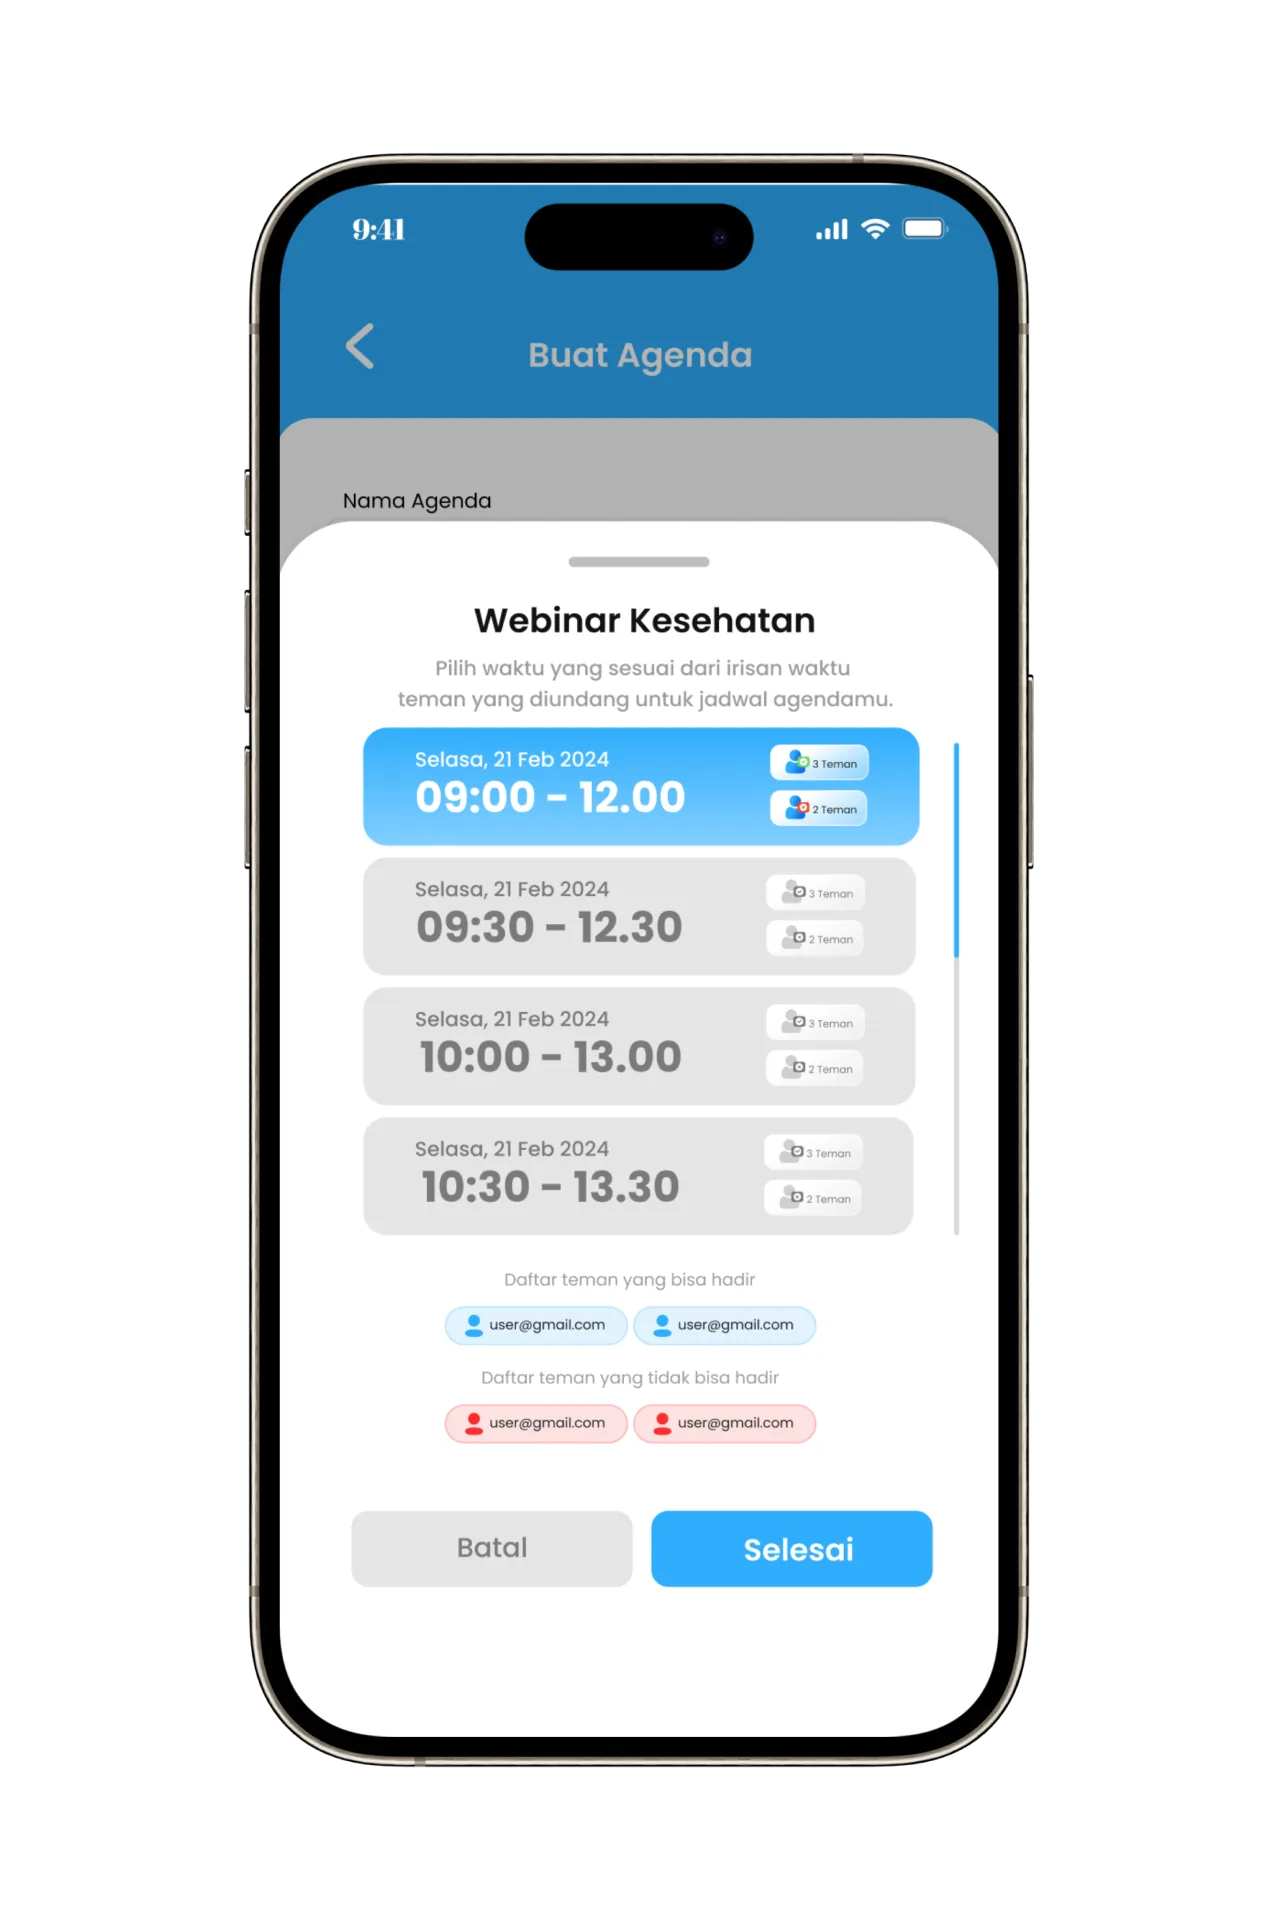 9:41
Buat Agenda
Nama Agenda
Webinar Kesehatan
Pilih waktu yang sesuai dari irisan waktu
teman yang diundang untuk jadwal agendamu.
Selasa, 21 Feb 2024
09:00 - 12.00
3 Teman
2 Teman
Selasa, 21 Feb 2024
09:30 - 12.30
3 Teman
2 Teman
Selasa, 21 Feb 2024
10:00 - 13.00
3 Teman
2 Teman
Selasa, 21 Feb 2024
10:30 - 13.30
3 Teman
2 Teman
Daftar teman yang bisa hadir
user@gmail.com user@gmail.com
Daftar teman yang tidak bisa hadir
user@gmail.com user@gmail.com
Batal Selesai